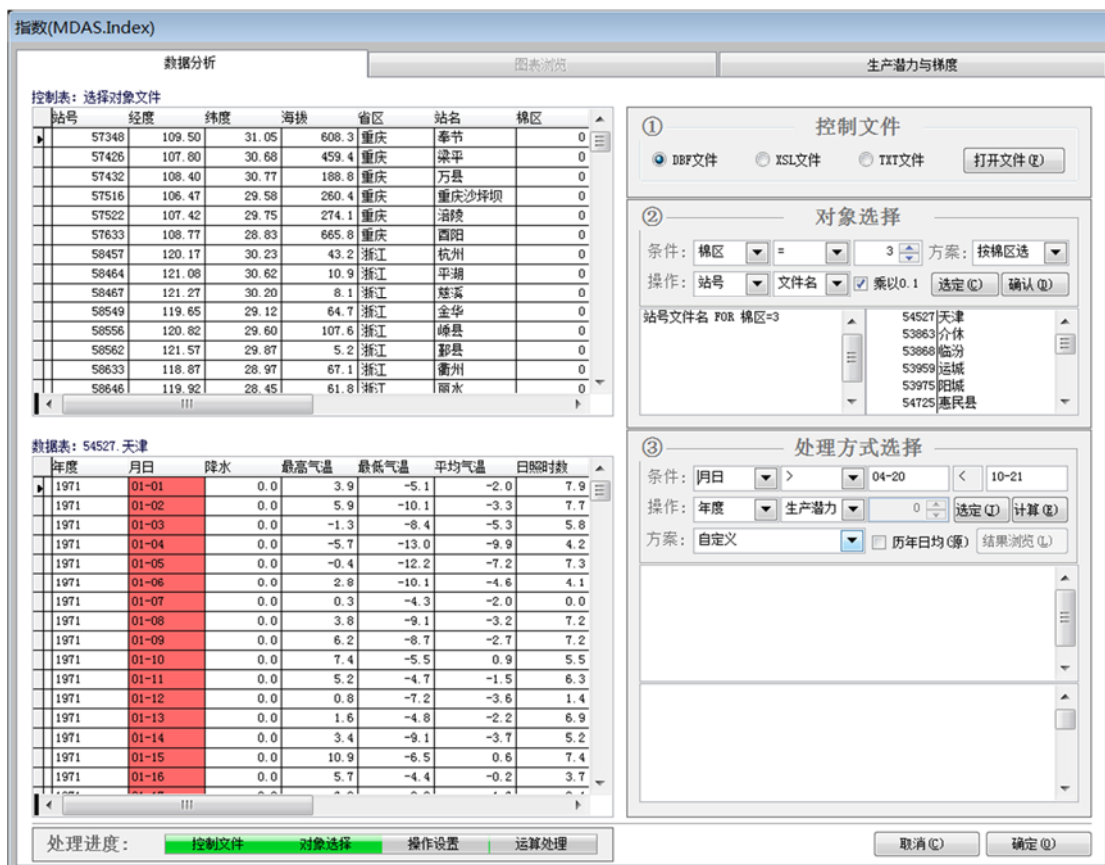 指数(MDAS.Index)
数据分析 图表浏览 生产潜力与梯度
控制表: 选择对象文件
站号 经度 纬度 海拔 省区 站名 棉区
57348 109.50 31.05 608.3 重庆 奉节 0
57426 107.80 30.68 459.4 重庆 梁平 0
57432 108.40 30.77 188.8 重庆 万县 0
57516 106.47 29.58 260.4 重庆 重庆沙坪坝 0
57522 107.42 29.75 274.1 重庆 涪陵 0
57633 108.77 28.83 665.8 重庆 酉阳 0
58457 120.17 30.23 43.2 浙江 杭州 0
58464 121.08 30.62 10.9 浙江 平湖 0
58467 121.27 30.20 8.1 浙江 慈溪 0
58549 119.65 29.12 64.7 浙江 金华 0
58556 120.82 29.60 107.6 浙江 嵊县 0
58562 121.57 29.87 5.2 浙江 鄞县 0
58633 118.87 28.97 67.1 浙江 衢州 0
58646 119.92 28.45 61.8 浙江 丽水 0
数据表: 54527.天津
年度 月日 降水 最高气温 最低气温 平均气温 日照时数
1971 01-01 0.0 3.9 -5.1 -2.0 7.9
1971 01-02 0.0 5.9 -10.1 -3.3 7.7
1971 01-03 0.0 -1.3 -8.4 -5.3 5.8
1971 01-04 0.0 -5.7 -13.0 -9.9 4.2
1971 01-05 0.0 -0.4 -12.2 -7.2 7.3
1971 01-06 0.0 2.8 -10.1 -4.6 4.1
1971 01-07 0.0 0.3 -4.3 -2.0 0.0
1971 01-08 0.0 3.8 -9.1 -3.2 7.2
1971 01-09 0.0 6.2 -8.7 -2.7 7.2
1971 01-10 0.0 7.4 -5.5 0.9 5.5
1971 01-11 0.0 5.2 -4.7 -1.5 6.3
1971 01-12 0.0 0.8 -7.2 -3.6 1.4
1971 01-13 0.0 1.6 -4.8 -2.2 6.9
1971 01-14 0.0 3.4 -9.1 -3.7 5.2
1971 01-15 0.0 10.9 -6.5 0.6 7.4
1971 01-16 0.0 5.7 -4.4 -0.2 3.7
处理进度: 控制文件 对象选择 操作设置 运算处理
① 控制文件
DBF文件 XSL文件 TXT文件 打开文件(F)
② 对象选择
条件: 棉区 = 3 方案: 按棉区选
操作: 站号 文件名 乘以0.1 选定(C) 确认(D)
站号文件名 FOR 棉区=3
54527 天津
53863 介休
53868 临汾
53959 运城
53975 阳城
54725 惠民县
③ 处理方式选择
条件: 月日 > 04-20 < 10-21
操作: 年度 生产潜力 0 选定(T) 计算(E)
方案: 自定义 历年日均(源) 结果浏览(L)
取消(C) 确定(O)